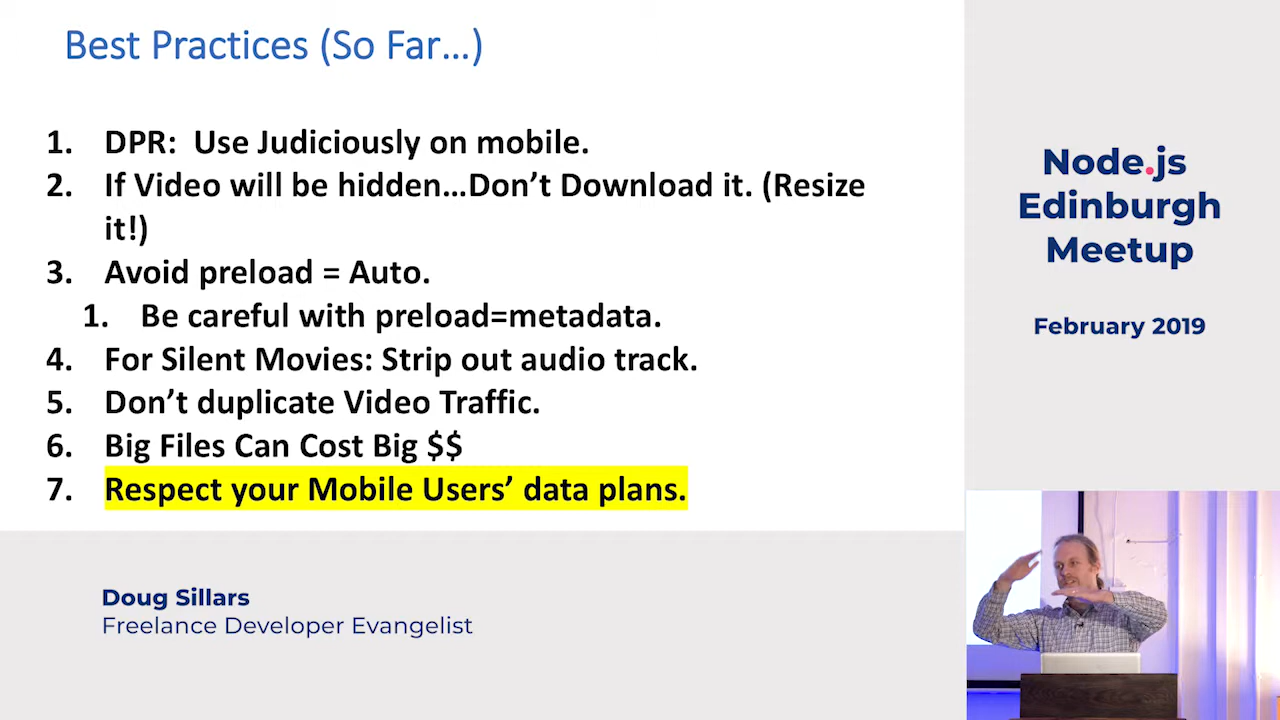 Best Practices (So Far...)
1. DPR: Use Judiciously on mobile.
2. If Video will be hidden...Don't Download it. (Resize
it!)
3. Avoid preload = Auto.
1. Be careful with preload=metadata.
4. For Silent Movies: Strip out audio track.
5. Don't duplicate Video Traffic.
6. Big Files Can Cost Big $$
7. Respect your Mobile Users' data plans.
Node.js
Edinburgh
Meetup
February 2019
Doug Sillars
Freelance Developer Evangelist